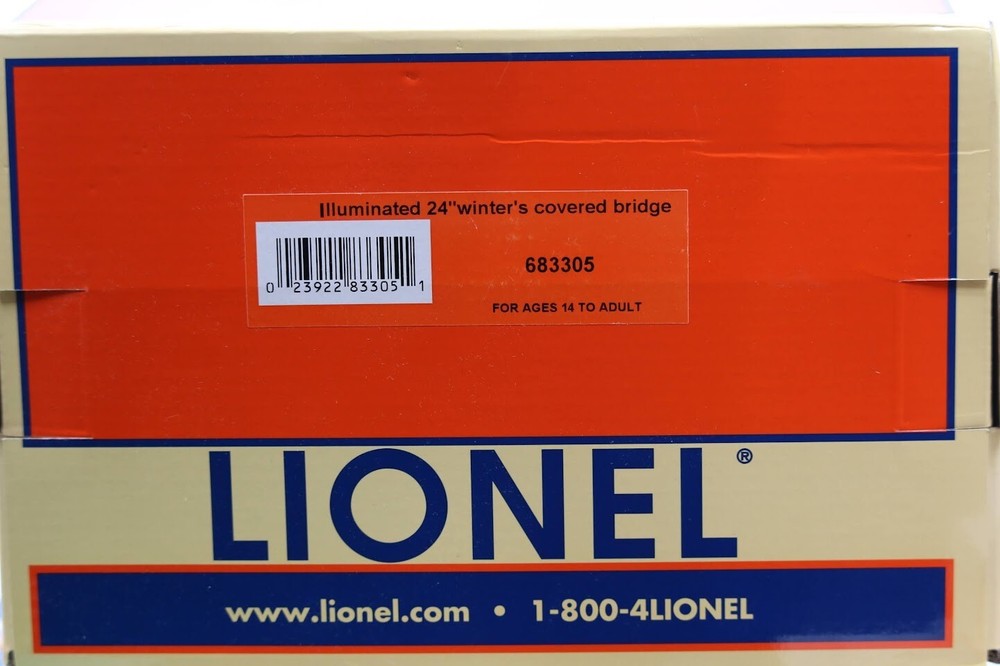 Illuminated 24"winter's covered bridge
683305
0 23922 83305 1
FOR AGES 14 TO ADULT
LIONEL®
www.lionel.com • 1-800-4LIONEL